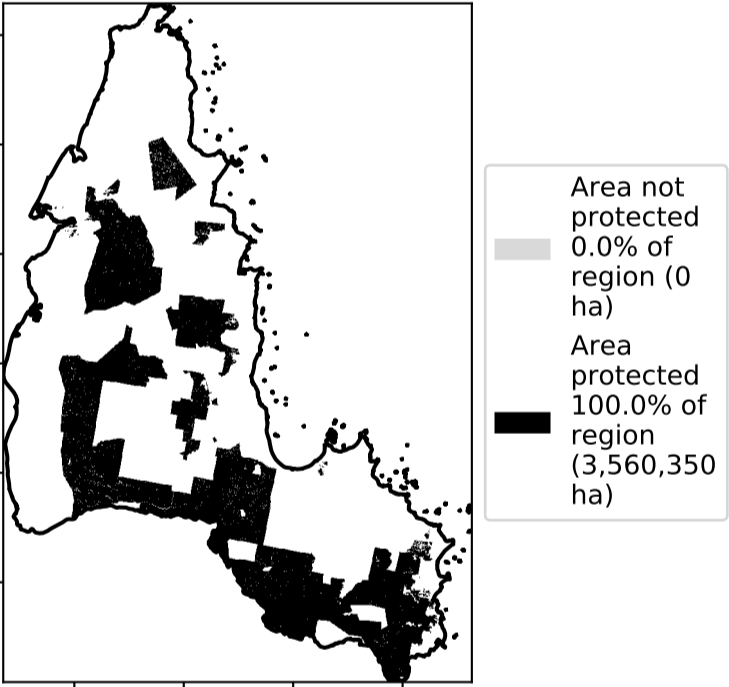 Area not
protected
0.0% of
region (0
ha)
Area
protected
100.0% of
region
(3,560,350
ha)